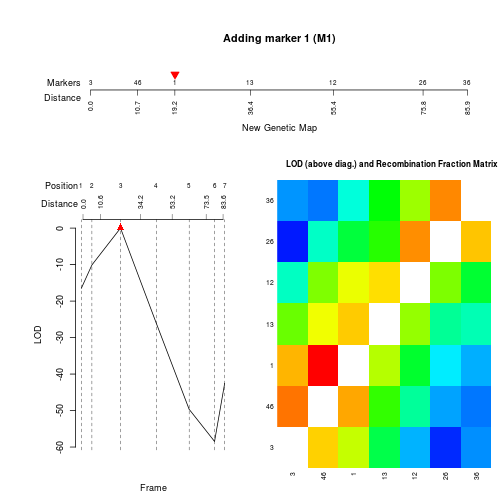 Adding marker 1 (M1)
Markers 3 46 1 13 12 26 36
Distance 0.0 10.7 19.2 36.4 55.4 75.8 85.9
New Genetic Map
LOD (above diag.) and Recombination Fraction Matrix
Position 1 2 3 4 5 6 7
Distance 0.0 10.6 34.2 53.2 73.5 83.6
0
-10
-20
-30
-40
-50
-60
LOD
Frame
36
26
12
13
1
46
3
3 46 1 13 12 26 36